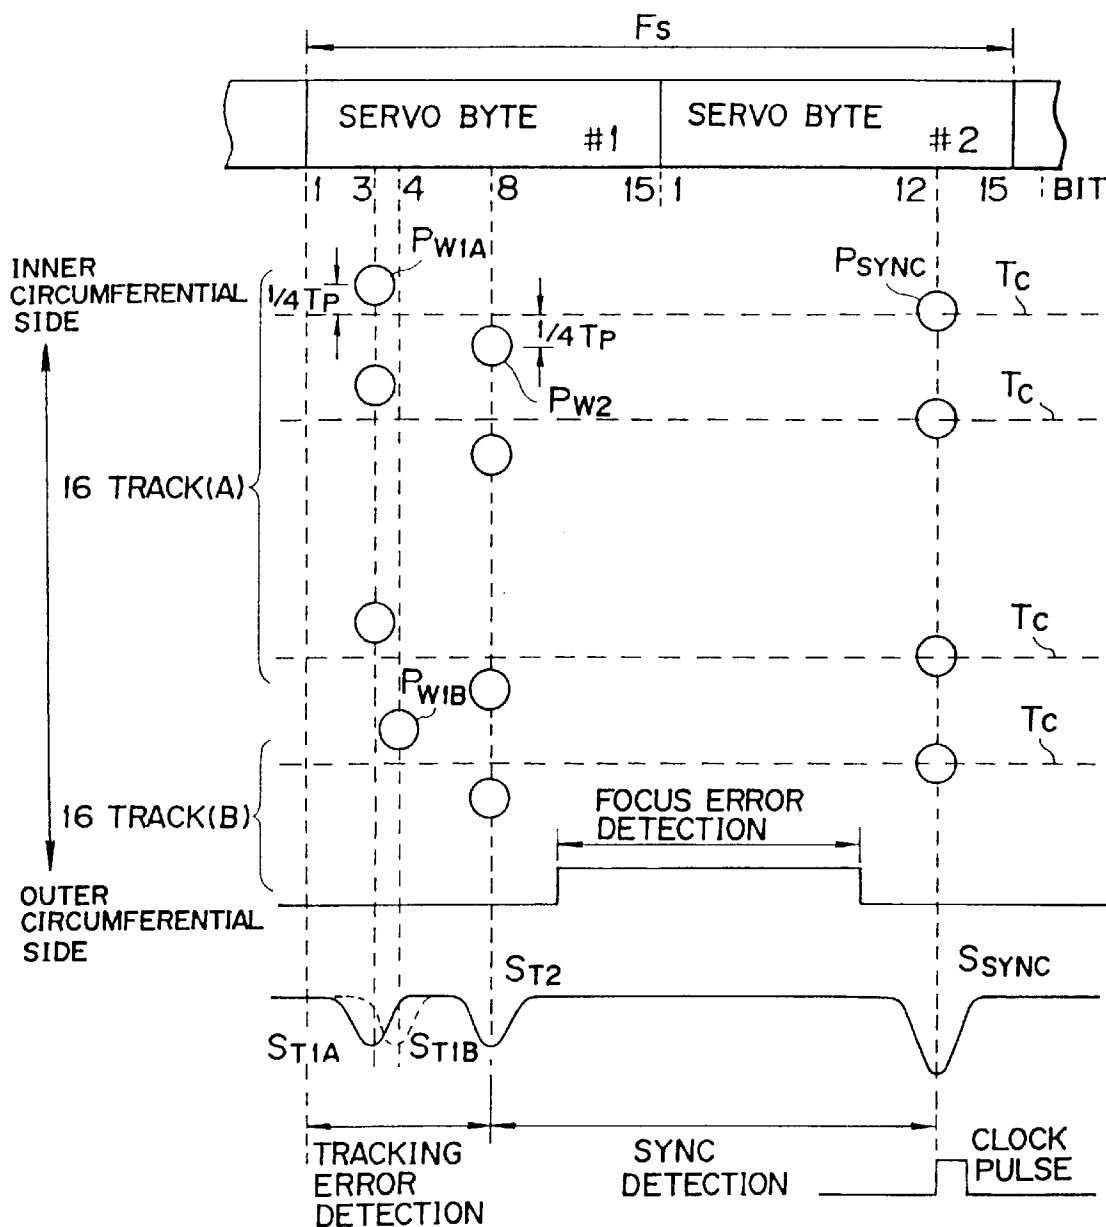 Fs
SERVO BYTE #1
SERVO BYTE #2
1 3 4 8 15 1 12 15 BIT
INNER
CIRCUMFERENTIAL
SIDE
PW1A
PSYNC
TC
1/4 TP
1/4 TP
PW2
TC
16 TRACK(A)
TC
PW1B
TC
16 TRACK(B)
FOCUS ERROR
DETECTION
OUTER
CIRCUMFERENTIAL
SIDE
ST2
SSYNC
ST1A
ST1B
TRACKING
ERROR
DETECTION
SYNC
DETECTION
CLOCK
PULSE